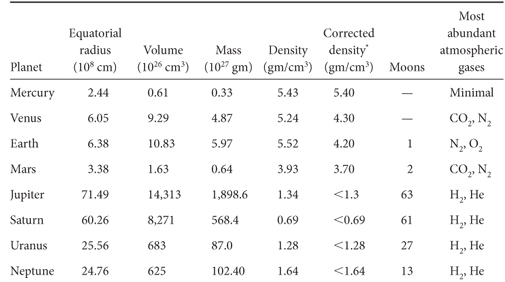 Most
Equatorial Corrected abundant
radius Volume Mass Density density* atmospheric
Planet (10⁸ cm) (10²⁶ cm³) (10²⁷ gm) (gm/cm³) (gm/cm³) Moons gases
Mercury 2.44 0.61 0.33 5.43 5.40 — Minimal
Venus 6.05 9.29 4.87 5.24 4.30 — CO₂, N₂
Earth 6.38 10.83 5.97 5.52 4.20 1 N₂, O₂
Mars 3.38 1.63 0.64 3.93 3.70 2 CO₂, N₂
Jupiter 71.49 14,313 1,898.6 1.34 <1.3 63 H₂, He
Saturn 60.26 8,271 568.4 0.69 <0.69 61 H₂, He
Uranus 25.56 683 87.0 1.28 <1.28 27 H₂, He
Neptune 24.76 625 102.40 1.64 <1.64 13 H₂, He